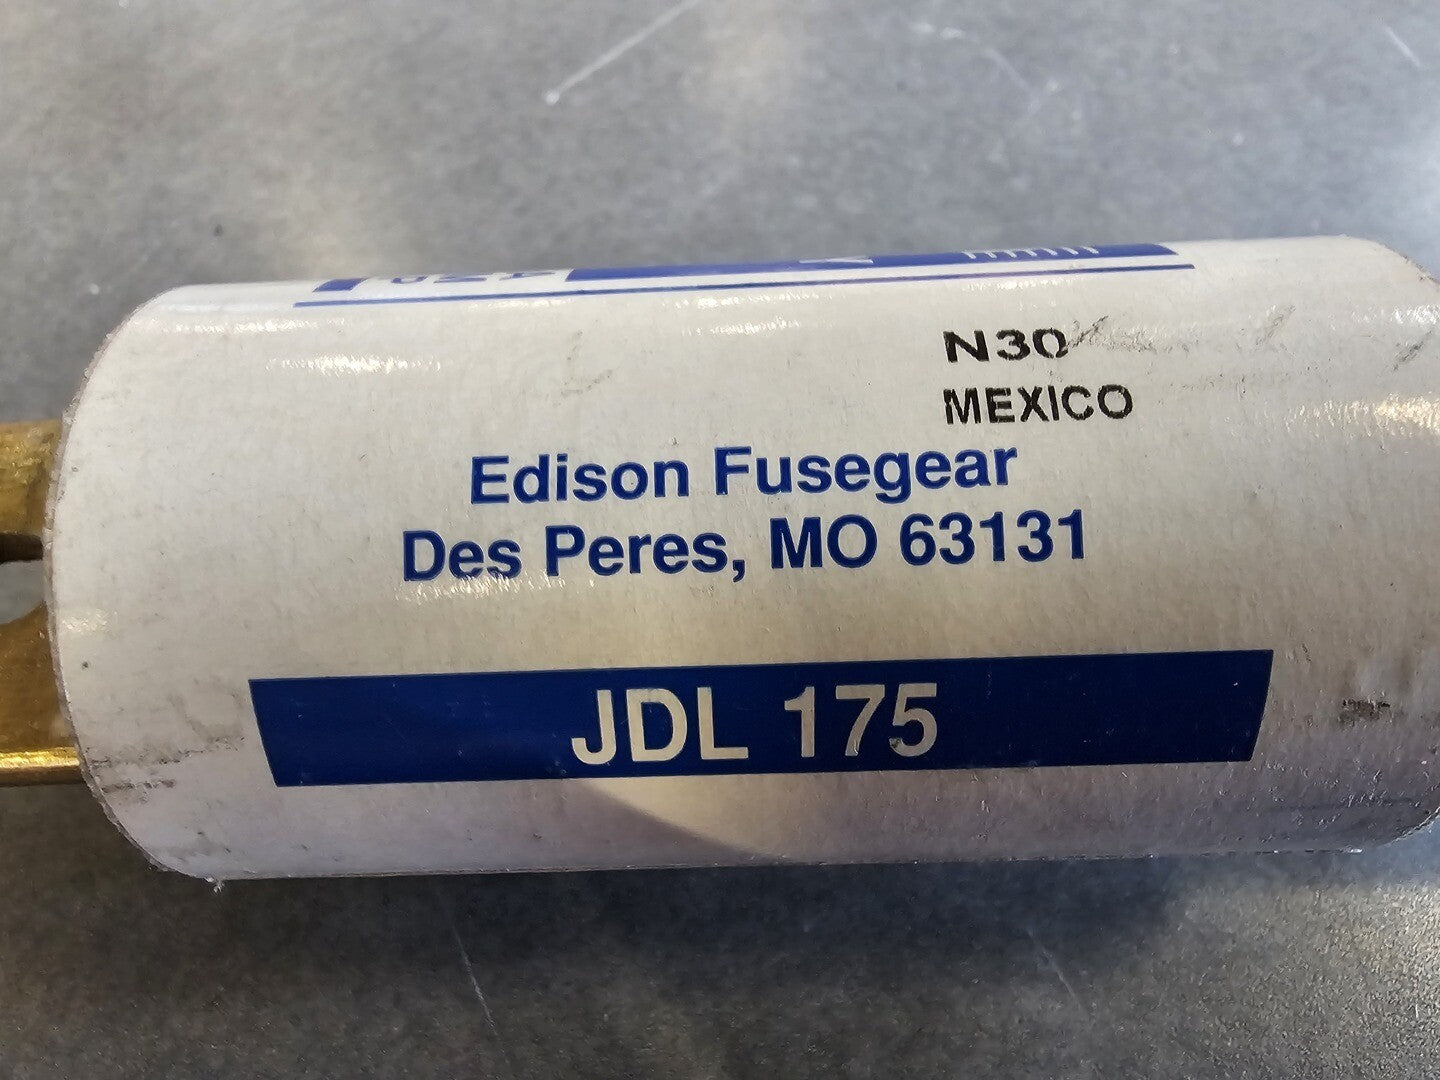 N30
MEXICO
Edison Fusegear
Des Peres, MO 63131
JDL 175